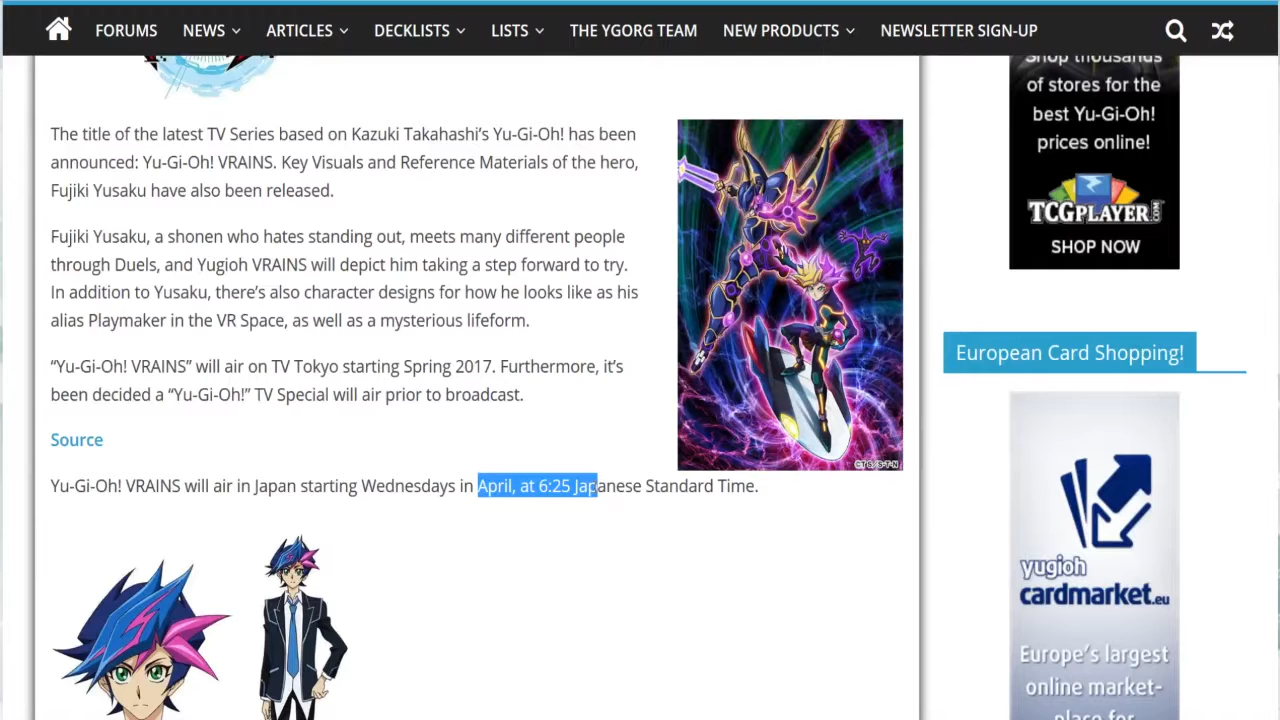 FORUMS NEWS ARTICLES DECKLISTS LISTS THE YGORG TEAM NEW PRODUCTS NEWSLETTER SIGN-UP
The title of the latest TV Series based on Kazuki Takahashi's Yu-Gi-Oh! has been
announced: Yu-Gi-Oh! VRAINS. Key Visuals and Reference Materials of the hero,
Fujiki Yusaku have also been released.
Fujiki Yusaku, a shonen who hates standing out, meets many different people
through Duels, and Yugioh VRAINS will depict him taking a step forward to try.
In addition to Yusaku, there's also character designs for how he looks like as his
alias Playmaker in the VR Space, as well as a mysterious lifeform.
“Yu-Gi-Oh! VRAINS” will air on TV Tokyo starting Spring 2017. Furthermore, it's
been decided a “Yu-Gi-Oh!” TV Special will air prior to broadcast.
Source
Yu-Gi-Oh! VRAINS will air in Japan starting Wednesdays in April, at 6:25 Japanese Standard Time.
©T S/S・T・N
Shop thousands
of stores for the
best Yu-Gi-Oh!
prices online!
TCGPLAYER.COM
SHOP NOW
European Card Shopping!
yugioh
cardmarket.eu
Europe's largest
online market-
place for